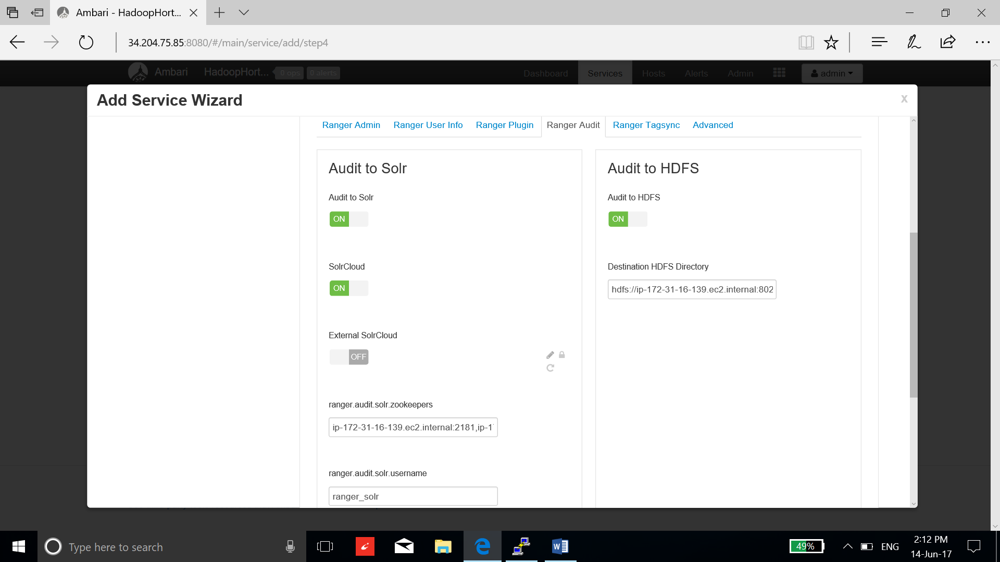 Ambari - HadoopHort...
34.204.75.85:8080/#/main/service/add/step4
Ambari HadoopHort... 0 ops 0 alerts Dashboard Services Hosts Alerts Admin admin
Add Service Wizard x
Ranger Admin Ranger User Info Ranger Plugin Ranger Audit Ranger Tagsync Advanced
Audit to Solr
Audit to Solr
ON
SolrCloud
ON
External SolrCloud
OFF
ranger.audit.solr.zookeepers
ip-172-31-16-139.ec2.internal:2181,ip-1
ranger.audit.solr.username
ranger_solr
Audit to HDFS
Audit to HDFS
ON
Destination HDFS Directory
hdfs://ip-172-31-16-139.ec2.internal:802
Type here to search
49%
ENG
2:12 PM
14-Jun-17